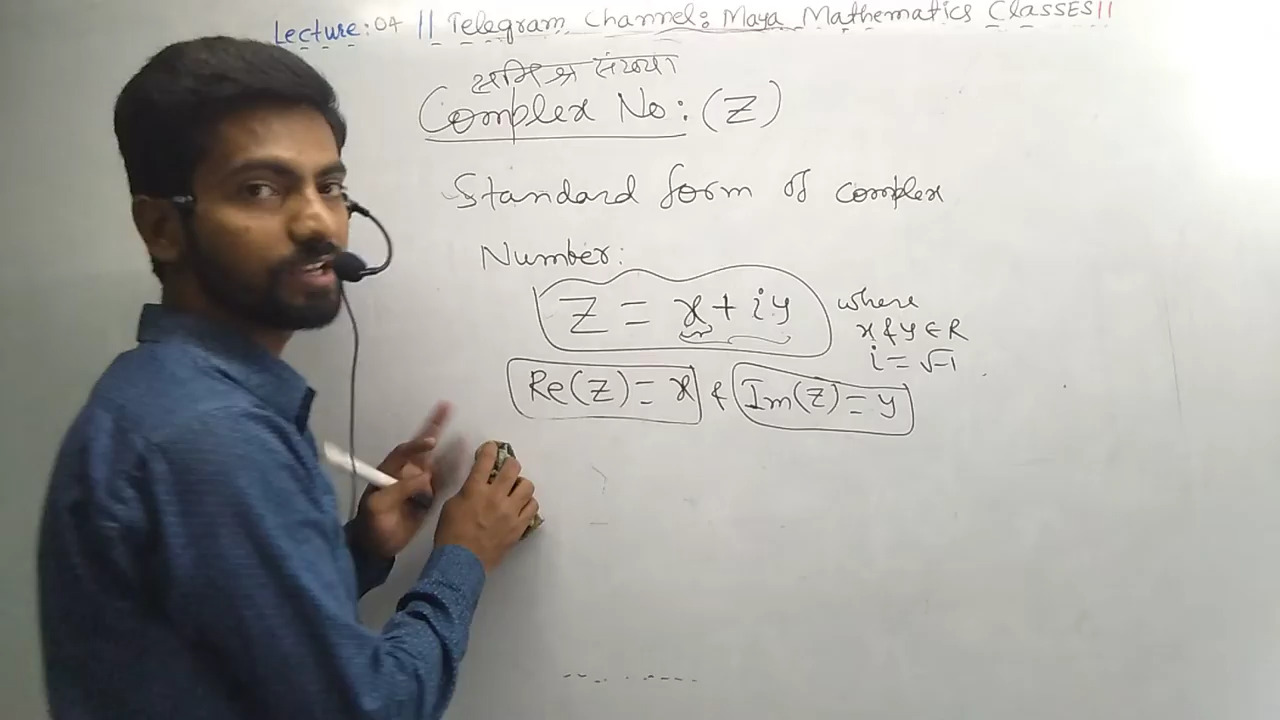 Lecture: 04 || Telegram Channel: Maya Mathematics Classes ||
समिश्र संख्या
Complex No: (Z)
Standard form of complex
Number:
Z = x + iy where
x & y ∈ R
i = √-1
Re(Z) = x & Im(Z) = y